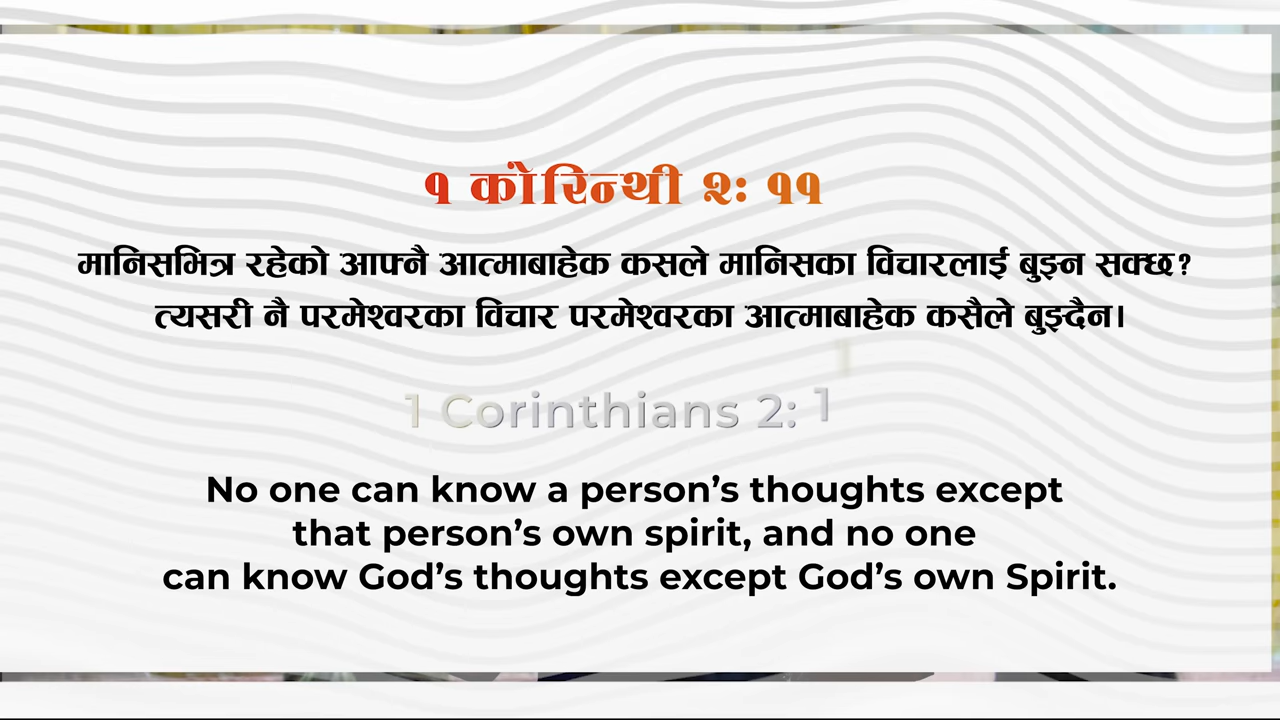 १ कोरिन्थी २: ११
मानिसभित्र रहेको आफ्नै आत्माबाहेक कसले मानिसका विचारलाई बुझ्न सक्छ?
त्यसरी नै परमेश्वरका विचार परमेश्वरका आत्माबाहेक कसैले बुझ्दैन।
1 Corinthians 2: 1
No one can know a person’s thoughts except
that person’s own spirit, and no one
can know God’s thoughts except God’s own Spirit.